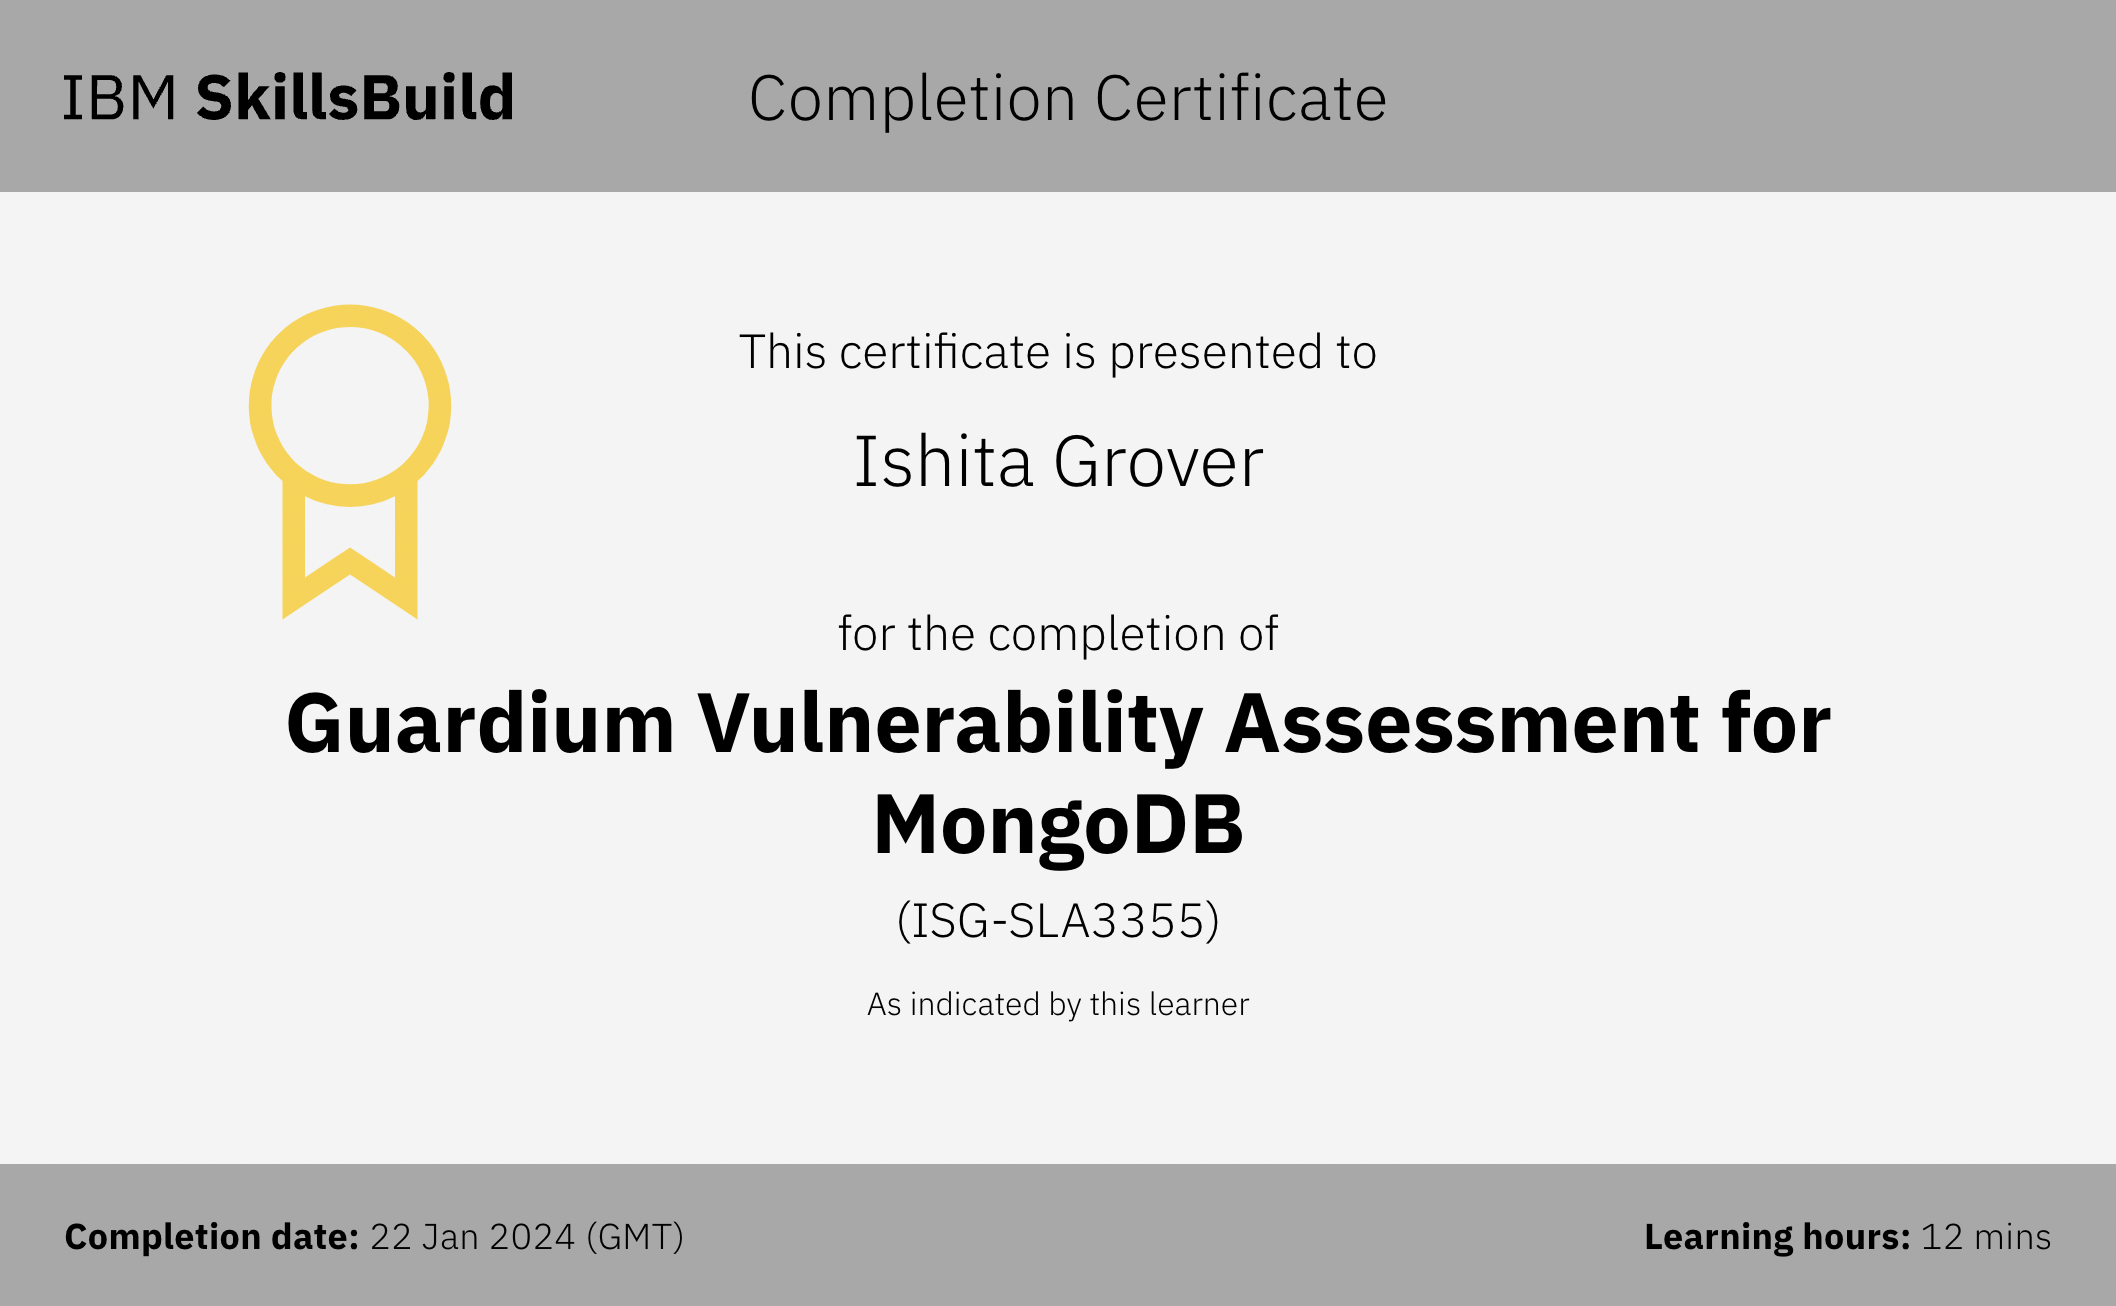 IBM SkillsBuild
Completion Certificate
This certificate is presented to
Ishita Grover
for the completion of
Guardium Vulnerability Assessment for
MongoDB
(ISG-SLA3355)
As indicated by this learner
Completion date: 22 Jan 2024 (GMT)
Learning hours: 12 mins